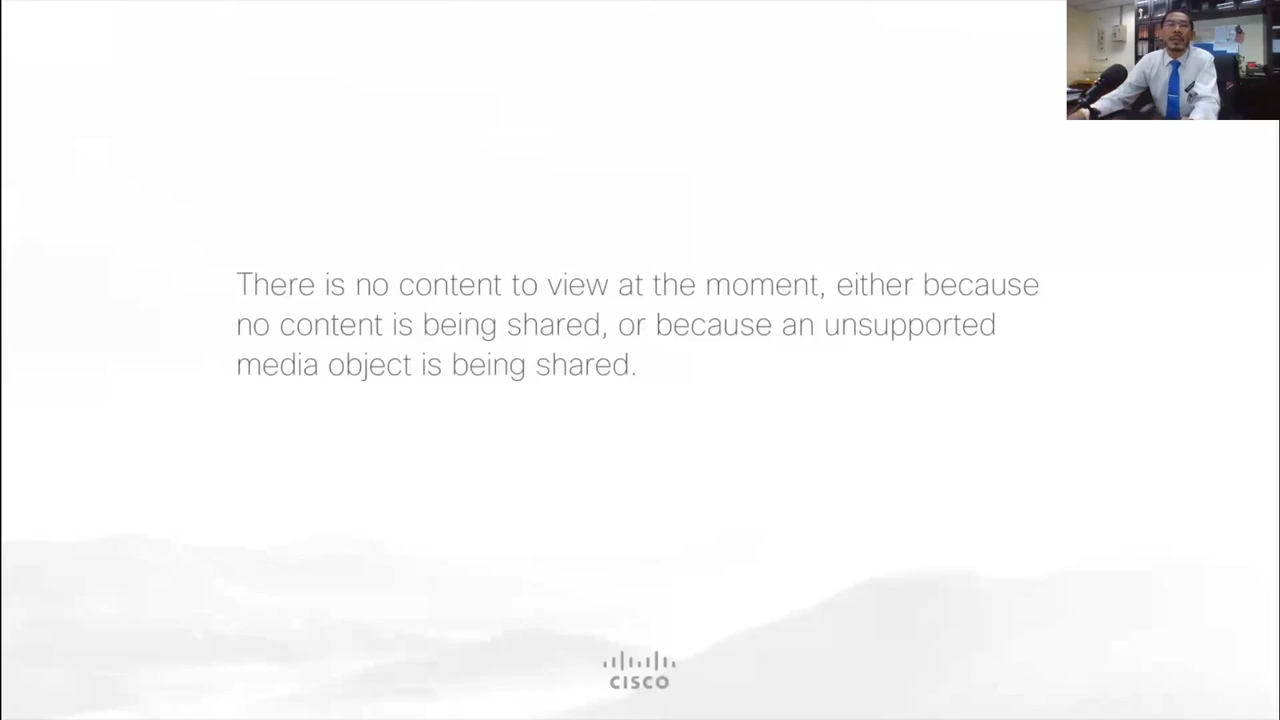 There is no content to view at the moment, either because
no content is being shared, or because an unsupported
media object is being shared.
CISCO